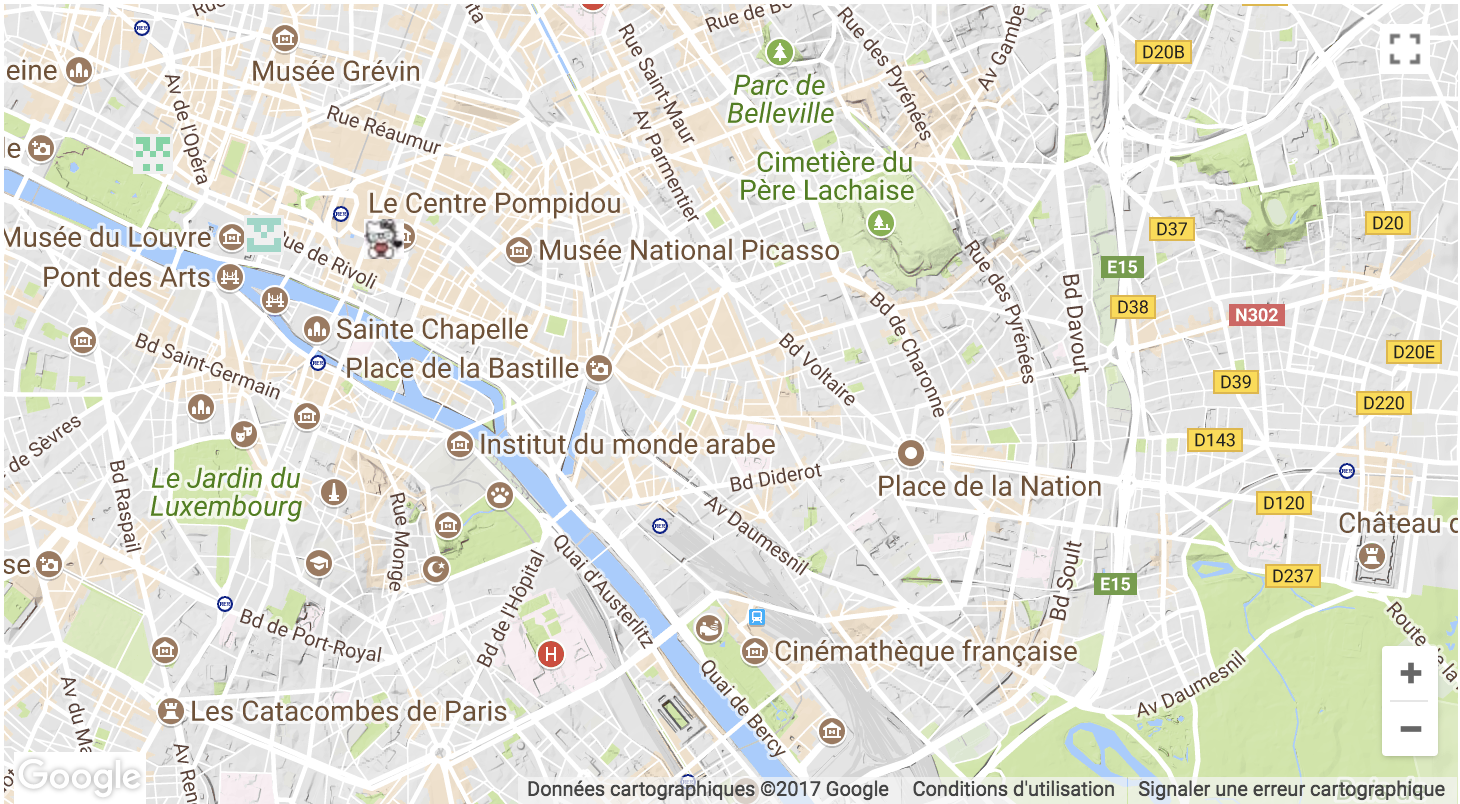 Rue de
Musée Grévin
eine
Av de l'Opéra
Rue Réaumur
Rue Saint-Maur
Av Parmentier
Rue des Pyrénées
Av Gambe
D20B
Parc de
Belleville
Cimetière du
Père Lachaise
Le Centre Pompidou
RER
Musée du Louvre
Rue de Rivoli
Musée National Picasso
Pont des Arts
D37
D20
E15
Rue des Pyrénées
Bd Davout
D38
N302
Sainte Chapelle
Bd Saint-Germain
RER
Place de la Bastille
Bd Voltaire
Bd de Charonne
D20E
D39
D220
de Sèvres
Institut du monde arabe
D143
Bd Diderot
Place de la Nation
Le Jardin du
Luxembourg
Bd Raspail
Rue Monge
Av Daumesnil
RER
D120
Château d
se
Bd de l'Hôpital
Quai d'Austerlitz
Bd Soult
E15
D237
RER
Bd de Port-Royal
H
Cinémathèque française
Route de la
Quai de Bercy
Av Daumesnil
Av du Ma
Les Catacombes de Paris
Av Ren
Google
Données cartographiques ©2017 Google
Conditions d'utilisation
Signaler une erreur cartographique